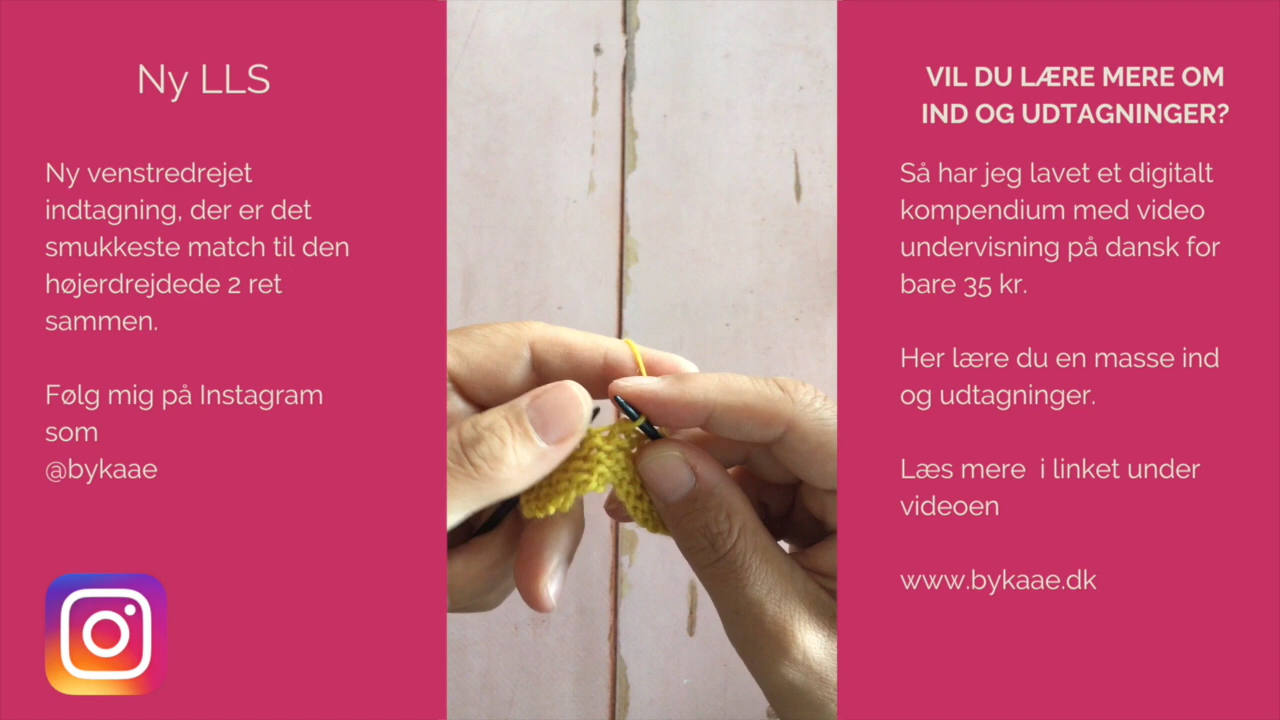 Ny LLS
Ny venstredrejet
indtagning, der er det
smukkeste match til den
højerdrejdede 2 ret
sammen.
Følg mig på Instagram
som
@bykaae
VIL DU LÆRE MERE OM
IND OG UDTAGNINGER?
Så har jeg lavet et digitalt
kompendium med video
undervisning på dansk for
bare 35 kr.
Her lære du en masse ind
og udtagninger.
Læs mere  i linket under
videoen
www.bykaae.dk